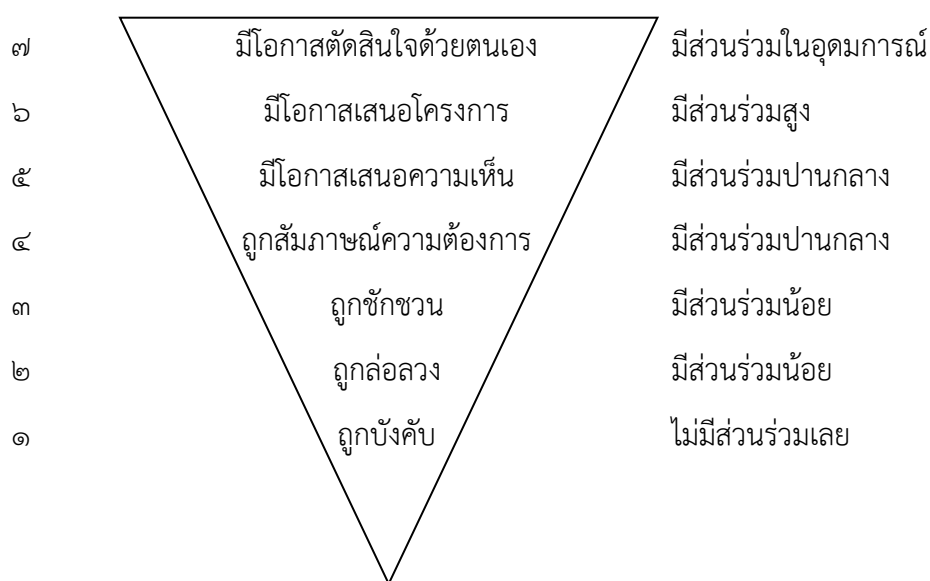 ๗ มีโอกาสตัดสินใจด้วยตนเอง มีส่วนร่วมในอุดมการณ์
๖ มีโอกาสเสนอโครงการ มีส่วนร่วมสูง
๕ มีโอกาสเสนอความเห็น มีส่วนร่วมปานกลาง
๔ ถูกสัมภาษณ์ความต้องการ มีส่วนร่วมปานกลาง
๓ ถูกชักชวน มีส่วนร่วมน้อย
๒ ถูกล่อลวง มีส่วนร่วมน้อย
๑ ถูกบังคับ ไม่มีส่วนร่วมเลย